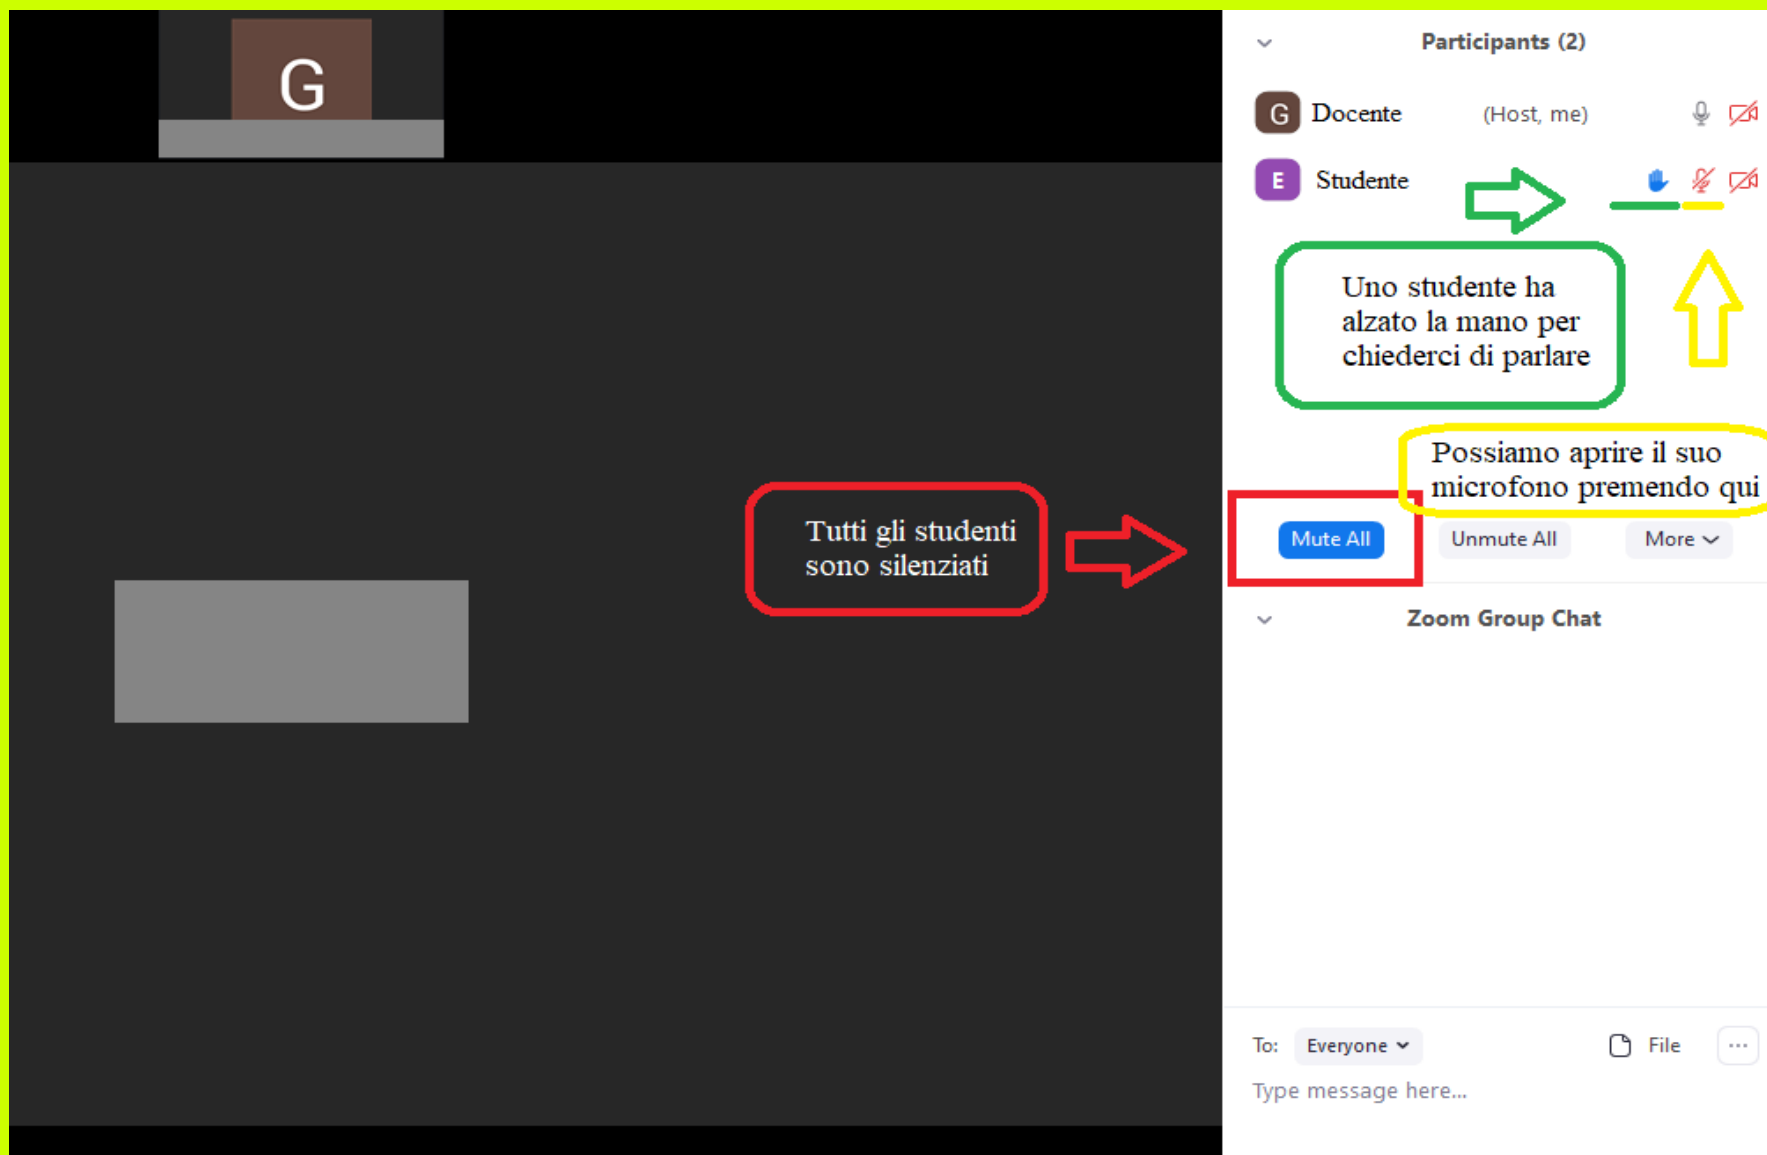 G
Participants (2)
G Docente (Host, me)
E Studente
Uno studente ha
alzato la mano per
chiederci di parlare
Possiamo aprire il suo
microfono premendo qui
Tutti gli studenti
sono silenziati
Mute All Unmute All More
Zoom Group Chat
To: Everyone File ...
Type message here...